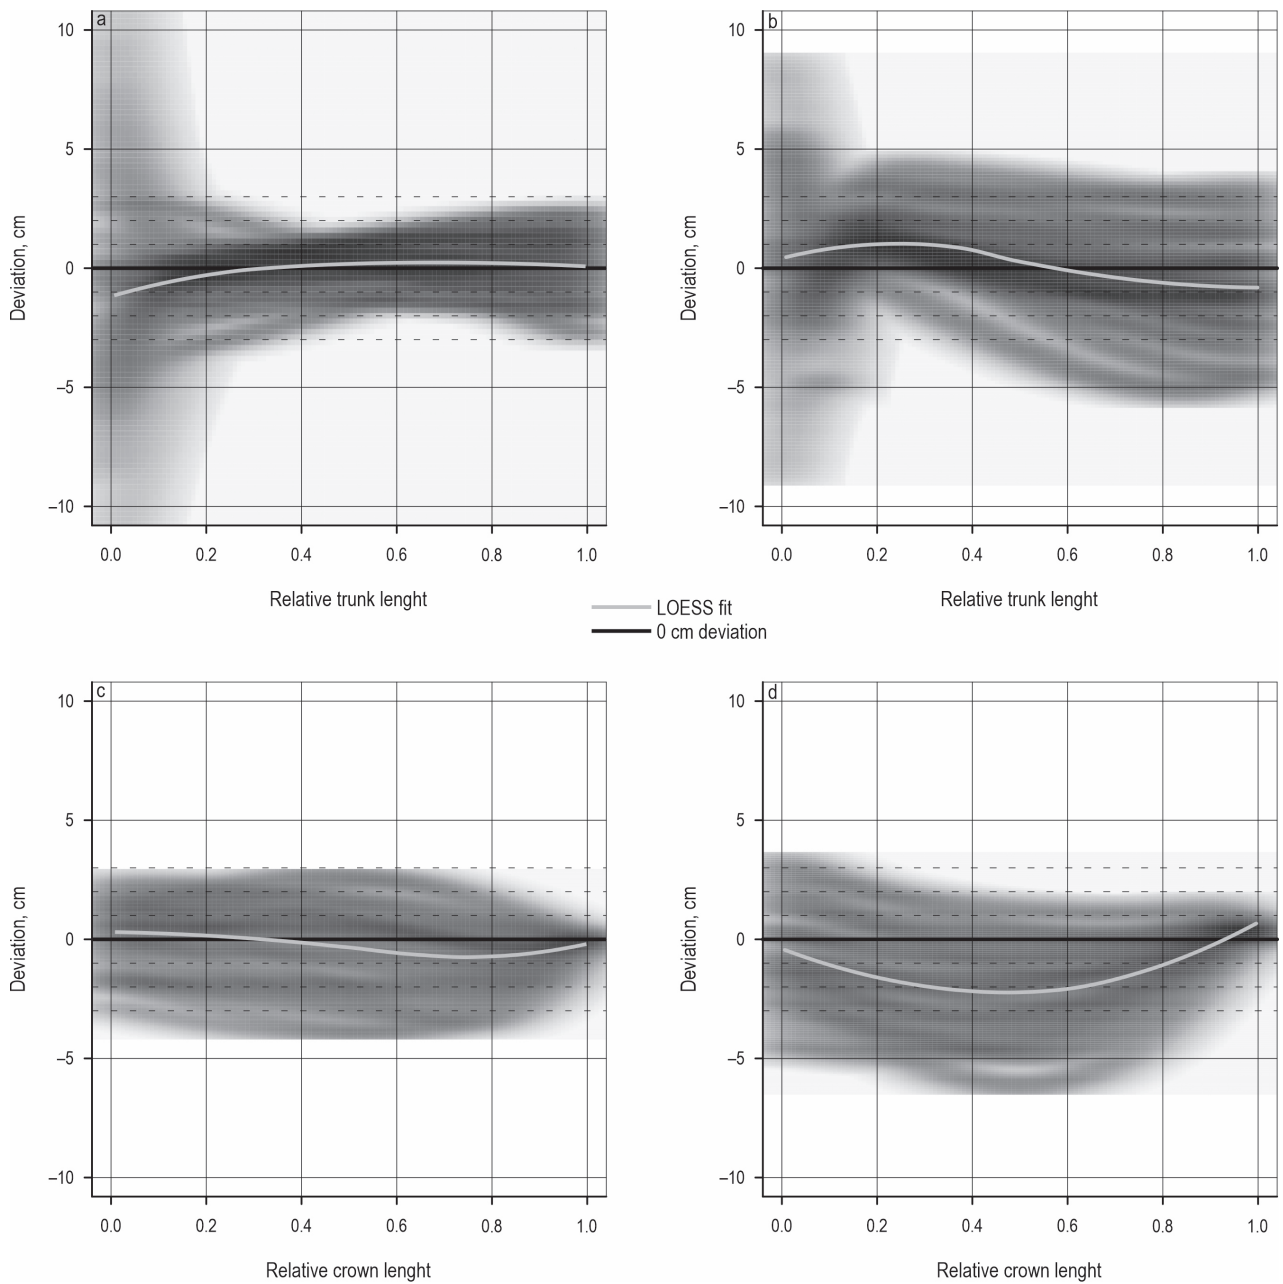 a
10
5
0
–5
–10
Deviation, cm
0.0 0.2 0.4 0.6 0.8 1.0
Relative trunk lenght
b
10
5
0
–5
–10
Deviation, cm
0.0 0.2 0.4 0.6 0.8 1.0
Relative trunk lenght
LOESS fit
0 cm deviation
c
10
5
0
–5
–10
Deviation, cm
0.0 0.2 0.4 0.6 0.8 1.0
Relative crown lenght
d
10
5
0
–5
–10
Deviation, cm
0.0 0.2 0.4 0.6 0.8 1.0
Relative crown lenght